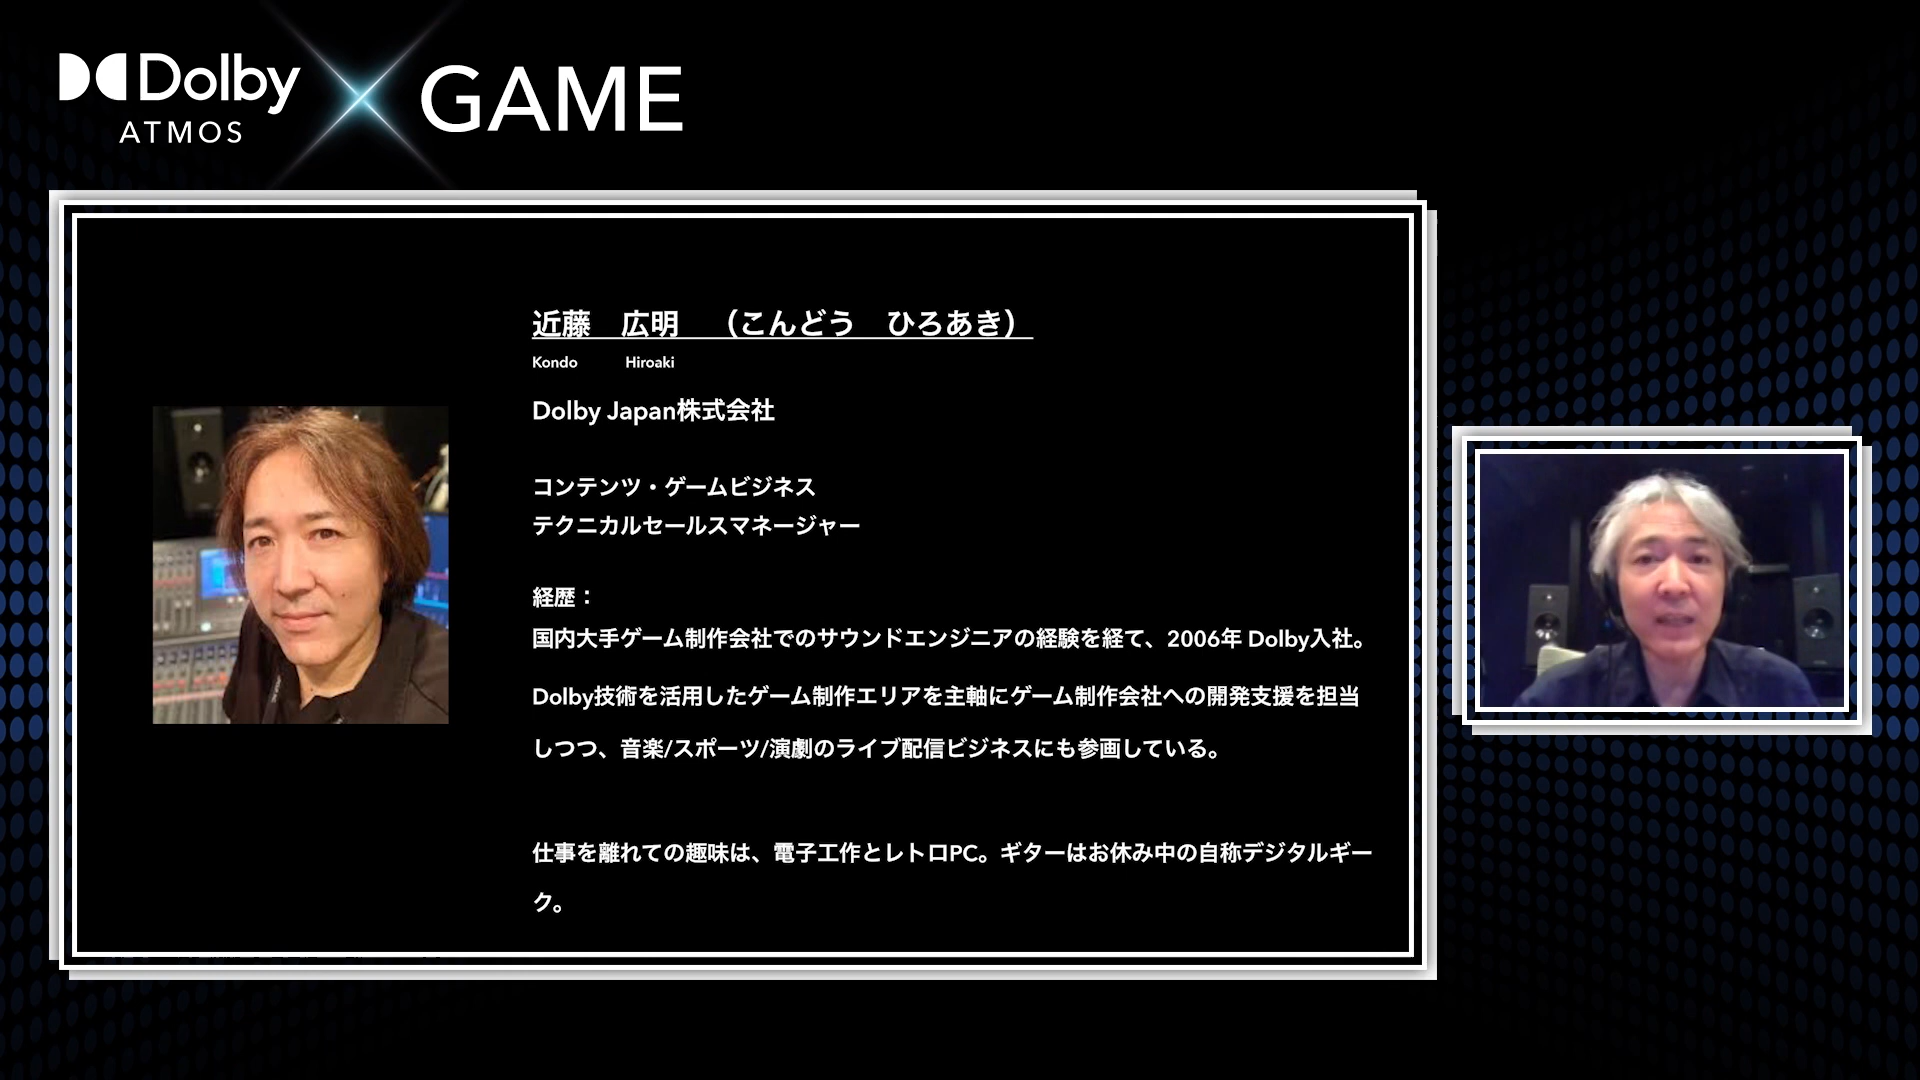 Dolby
ATMOS
GAME
近藤　広明　（こんどう　ひろあき）
Kondo　Hiroaki
Dolby Japan株式会社
コンテンツ・ゲームビジネス
テクニカルセールスマネージャー
経歴：
国内大手ゲーム制作会社でのサウンドエンジニアの経験を経て、2006年 Dolby入社。
Dolby技術を活用したゲーム制作エリアを主軸にゲーム制作会社への開発支援を担当
しつつ、音楽/スポーツ/演劇のライブ配信ビジネスにも参画している。
仕事を離れての趣味は、電子工作とレトロPC。ギターはお休み中の自称デジタルギー
ク。